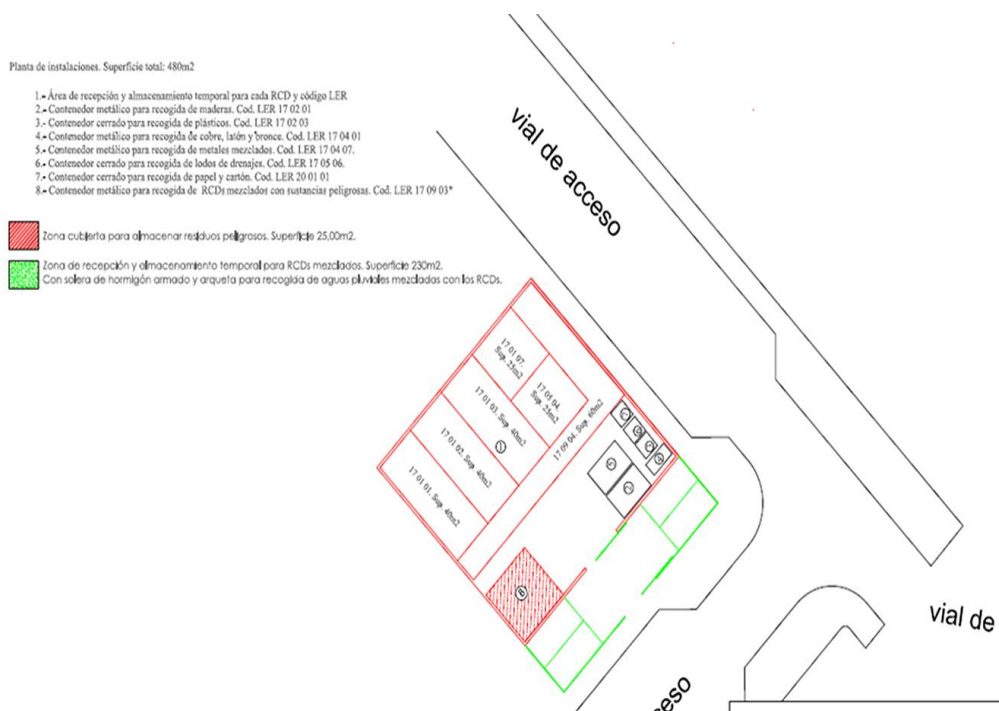 Planta de instalaciones. Superficie total: 480m2
1.- Área de recepción y almacenamiento temporal para cada RCD y código LER
2.- Contenedor metálico para recogida de maderas. Cod. LER 17 02 01
3.- Contenedor cerrado para recogida de plásticos. Cod. LER 17 02 03
4.- Contenedor metálico para recogida de cobre, latón y bronce. Cod. LER 17 04 01
5.- Contenedor metálico para recogida de metales mezclados. Cod. LER 17 04 07.
6.- Contenedor cerrado para recogida de lodos de drenajes. Cod. LER 17 05 06.
7.- Contenedor cerrado para recogida de papel y cartón. Cod. LER 20 01 01
8.- Contenedor metálico para recogida de RCDs mezclados con sustancias peligrosas. Cod. LER 17 09 03*
Zona cubierta para almacenar residuos peligrosos. Superficie 25,00m2.
Zona de recepción y almacenamiento temporal para RCDs mezclados. Superficie 230m2.
Con solera de hormigón armado y arqueta para recogida de aguas pluviales mezcladas con los RCDs.
vial de acceso
17 01 07.
Sup. 25m2
17 05 04.
Sup. 25m2
17 01 03. Sup. 40m2
17 09 04. Sup. 60m2
17 01 02. Sup. 40m2
1
17 01 01. Sup. 40m2
5
2
8
vial de
eso